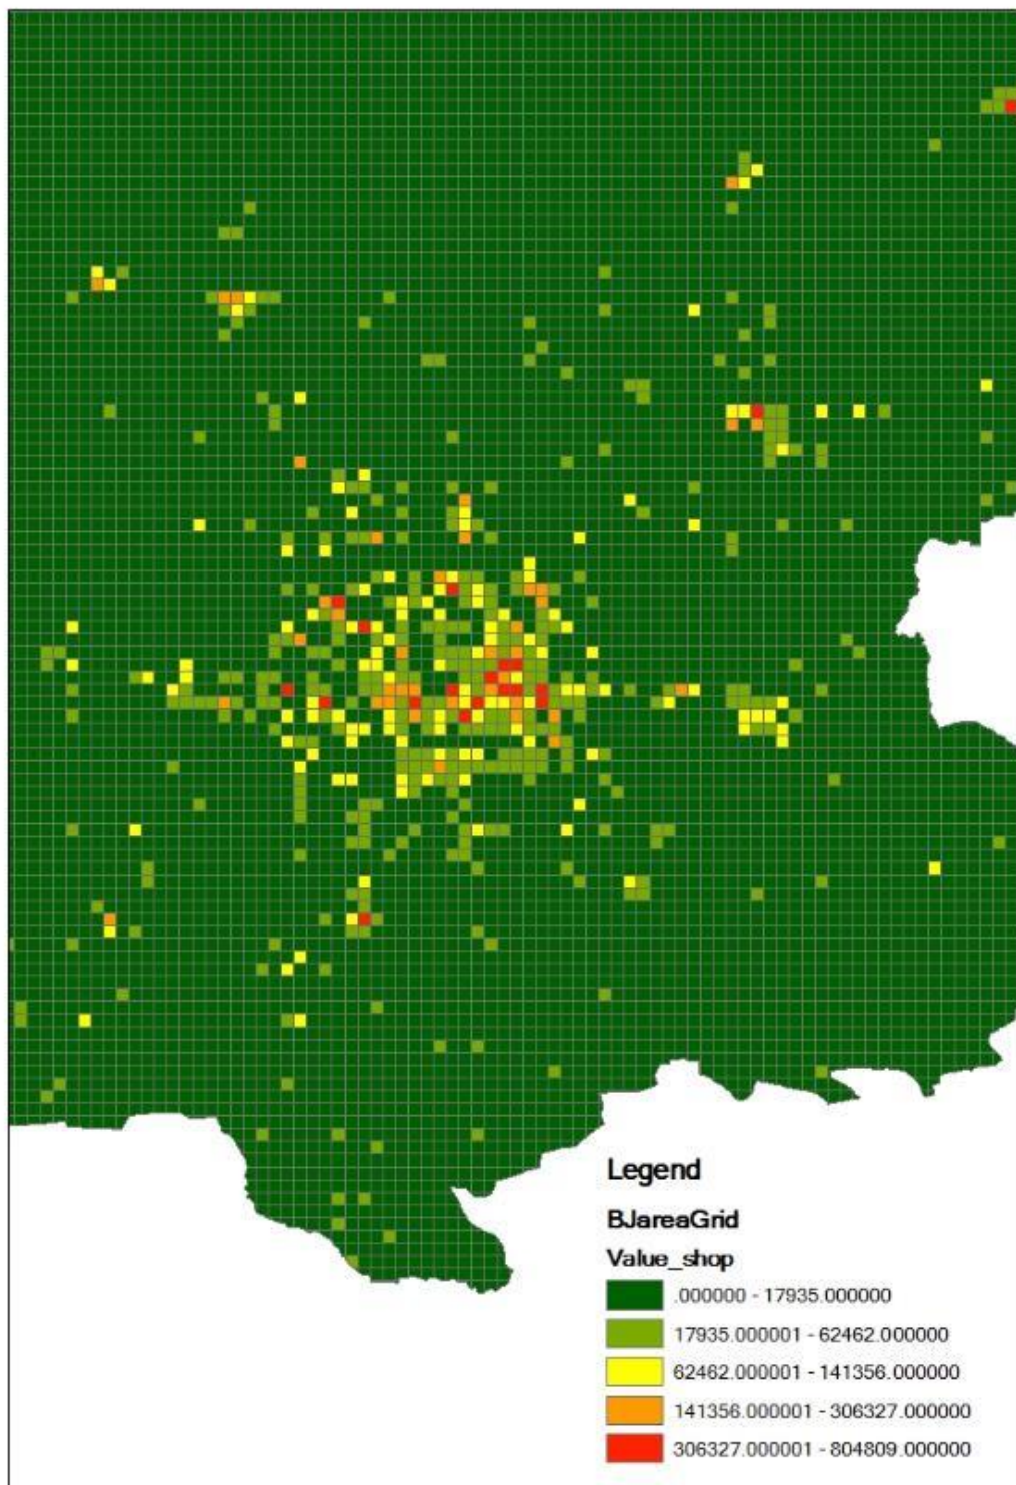 Legend
BJareaGrid
Value_shop
.000000 - 17935.000000
17935.000001 - 62462.000000
62462.000001 - 141356.000000
141356.000001 - 306327.000000
306327.000001 - 804809.000000